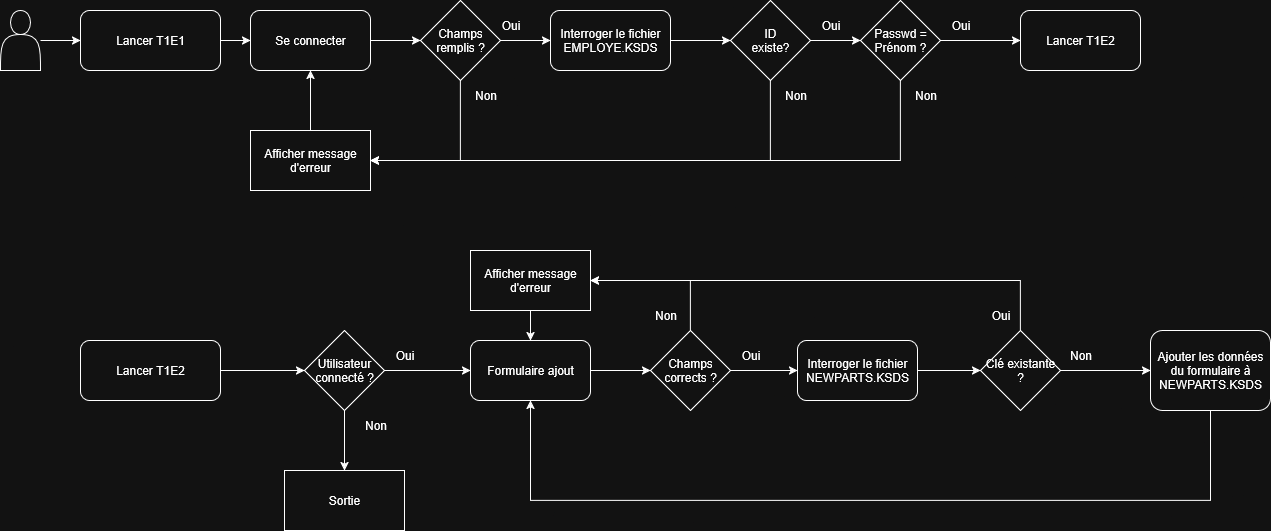 Lancer T1E1
Se connecter
Champs
remplis ?
Oui
Interroger le fichier
EMPLOYE.KSDS
ID
existe?
Oui
Passwd =
Prénom ?
Oui
Lancer T1E2
Non
Non
Non
Afficher message
d'erreur
Afficher message
d'erreur
Non
Oui
Lancer T1E2
Utilisateur
connecté ?
Oui
Formulaire ajout
Champs
corrects ?
Oui
Interroger le fichier
NEWPARTS.KSDS
Clé existante
?
Non
Ajouter les données
du formulaire à
NEWPARTS.KSDS
Non
Sortie